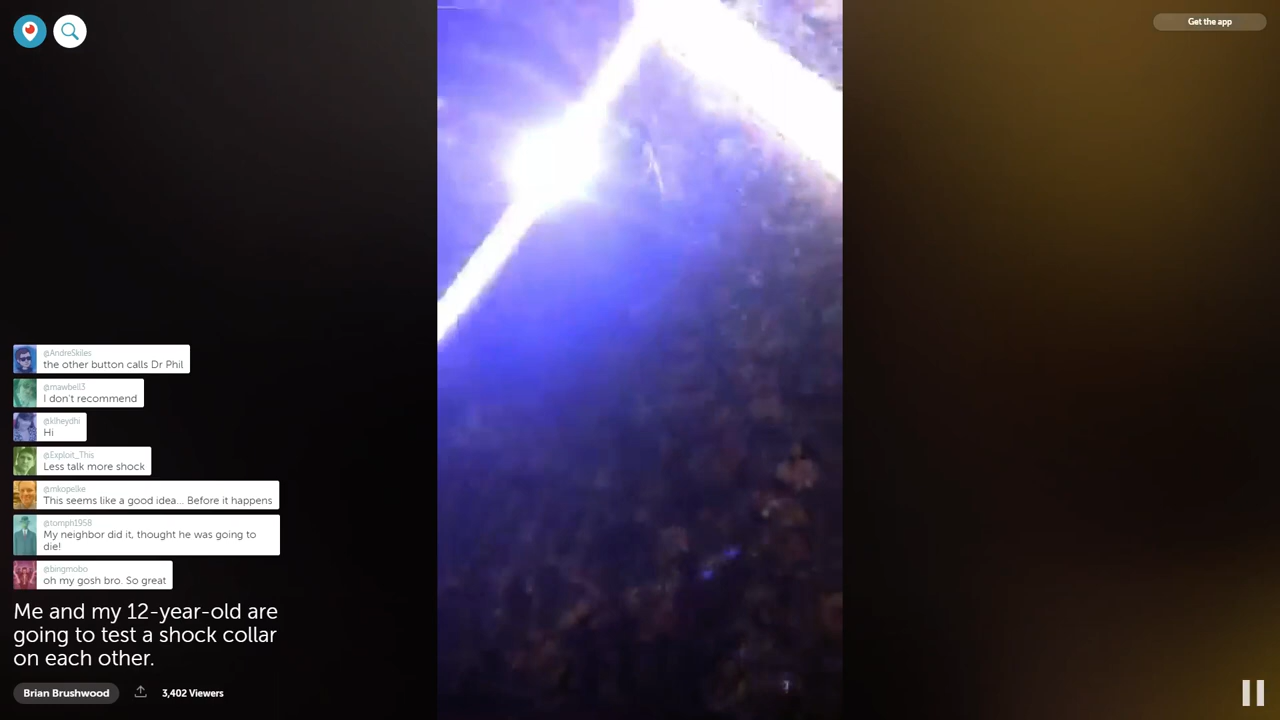 Get the app
@AndreSkiles
the other button calls Dr Phil
@mawbell3
I don't recommend
@klheydhi
Hi
@Exploit_This
Less talk more shock
@mkopelke
This seems like a good idea... Before it happens
@tomph1958
My neighbor did it, thought he was going to
die!
@bingmobo
oh my gosh bro. So great
Me and my 12-year-old are
going to test a shock collar
on each other.
Brian Brushwood
3,402 Viewers